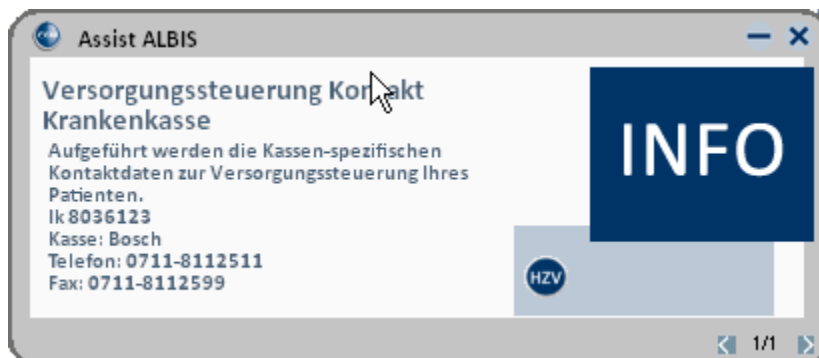 Assist ALBIS
Versorgungssteuerung Kontakt
Krankenkasse
Aufgeführt werden die Kassen-spezifischen
Kontaktdaten zur Versorgungssteuerung Ihres
Patienten.
Ik 8036123
Kasse: Bosch
Telefon: 0711-8112511
Fax: 0711-8112599
INFO
HZV
1/1